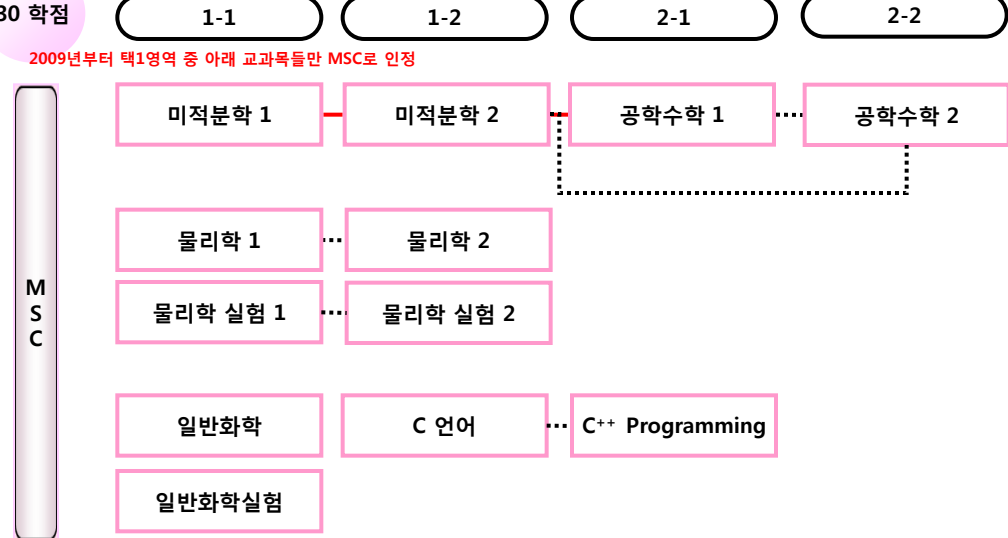 30 학점
1-1
1-2
2-1
2-2
2009년부터 택1영역 중 아래 교과목들만 MSC로 인정
미적분학 1
미적분학 2
공학수학 1
공학수학 2
물리학 1
물리학 2
M
S
C
물리학 실험 1
물리학 실험 2
일반화학
C 언어
C⁺⁺ Programming
일반화학실험